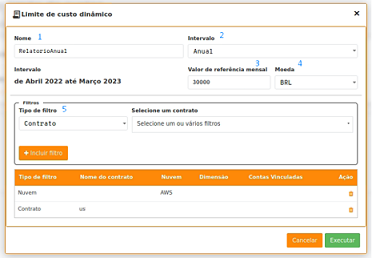 Limite de custo dinâmico
×
Nome 1
Intervalo 2
RelatorioAnual
Anual
Intervalo
Valor de referência mensal 3
Moeda 4
de Abril 2022 até Março 2023
30000
BRL
Filtros
Tipo de filtro 5
Selecione um contrato
Contrato
Selecione um ou vários filtros
+ Incluir filtro
Tipo de filtro Nome do contrato Nuvem Dimensão Contas Vinculadas Ação
Nuvem AWS
Contrato us
Cancelar Executar